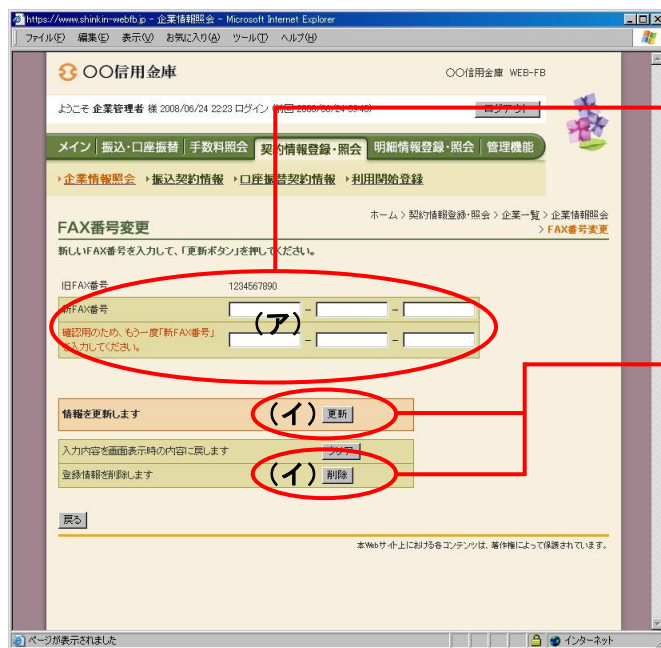 https://www.shinkin-webfb.jp - 企業情報照会 - Microsoft Internet Explorer
ファイル(F) 編集(E) 表示(V) お気に入り(A) ツール(T) ヘルプ(H)
〇〇信用金庫
〇〇信用金庫 WEB-FB
ようこそ 企業管理者 様 2008/06/24 22:23 ログイン
ログアウト
メイン 振込・口座振替 手数料照会 契約情報登録・照会 明細情報登録・照会 管理機能
企業情報照会 振込契約情報 口座振替契約情報 利用開始登録
ホーム > 契約情報登録・照会 > 企業一覧 > 企業情報照会
> FAX番号変更
FAX番号変更
新しいFAX番号を入力して、「更新ボタン」を押してください。
旧FAX番号 1234567890
新FAX番号 - -
(ア)
確認用のため、もう一度「新FAX番号」
を入力してください。 - -
情報を更新します (イ) 更新
入力内容を画面表示時の内容に戻します クリア
登録情報を削除します (イ) 削除
戻る
本Webサイト上における各コンテンツは、著作権によって保護されています。
ページが表示されました
インターネット